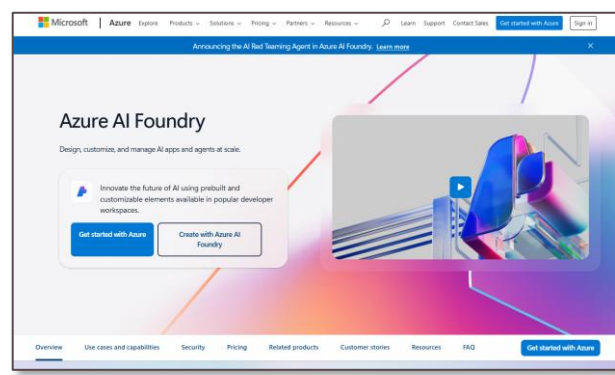 Microsoft | Azure Explore Products Solutions Pricing Partners Resources Learn Support Contact Sales Get started with Azure Sign in
Announcing the AI Red Teaming Agent in Azure AI Foundry. Learn more
Azure AI Foundry
Design, customize, and manage AI apps and agents at scale.
Innovate the future of AI using prebuilt and
customizable elements available in popular developer
workspaces.
Get started with Azure
Create with Azure AI
Foundry
Overview Use cases and capabilities Security Pricing Related products Customer stories Resources FAQ Get started with Azure